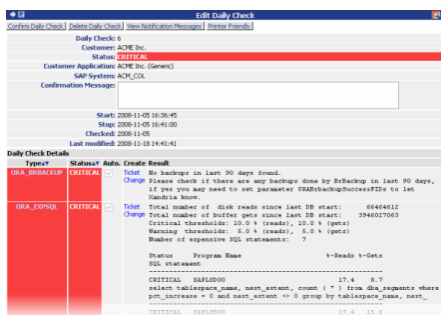 Edit Daily Check
Confirm Daily Check | Delete Daily Check | View Notification Messages | Printer Friendly
Daily Check: 6
Customer: ACME Inc.
Status: CRITICAL
Customer Application: ACME Inc. (Generic)
SAP System: ACM_COL
Confirmation Message:
Start: 2008-11-05 16:36:45
Stop: 2008-11-05 16:41:00
Checked: 2008-11-05
Last modified: 2008-11-18 14:41:41
Daily Check Details
Type Status Auto. Create Result
ORA_BRBACKUP CRITICAL Ticket No backups in last 90 days found.
Change Please check if there are any backups done by BrBackup in last 90 days,
if yes you may need to set parameter ORABrbackupSuccessFIDs to let
Xandria know.
ORA_EXPSQL CRITICAL Ticket Total number of disk reads since last DB start: 66464612
Change Total number of buffer gets since last DB start: 3946027063
Critical thresholds: 10.0 % (reads), 10.0 % (gets)
Warning thresholds: 5.0 % (reads), 5.0 % (gets)
Number of expensive SQL statements: 7
Status Program Name %-Reads %-Gets
SQL statement
CRITICAL SAPLSDOO 17.4 8.7
select tablespace_name, next_extent, count ( * ) from dba_segments where
pct_increase = 0 and next_extent <> 0 group by tablespace_name, next_
CRITICAL SAPLSDOO 17.4 15.6